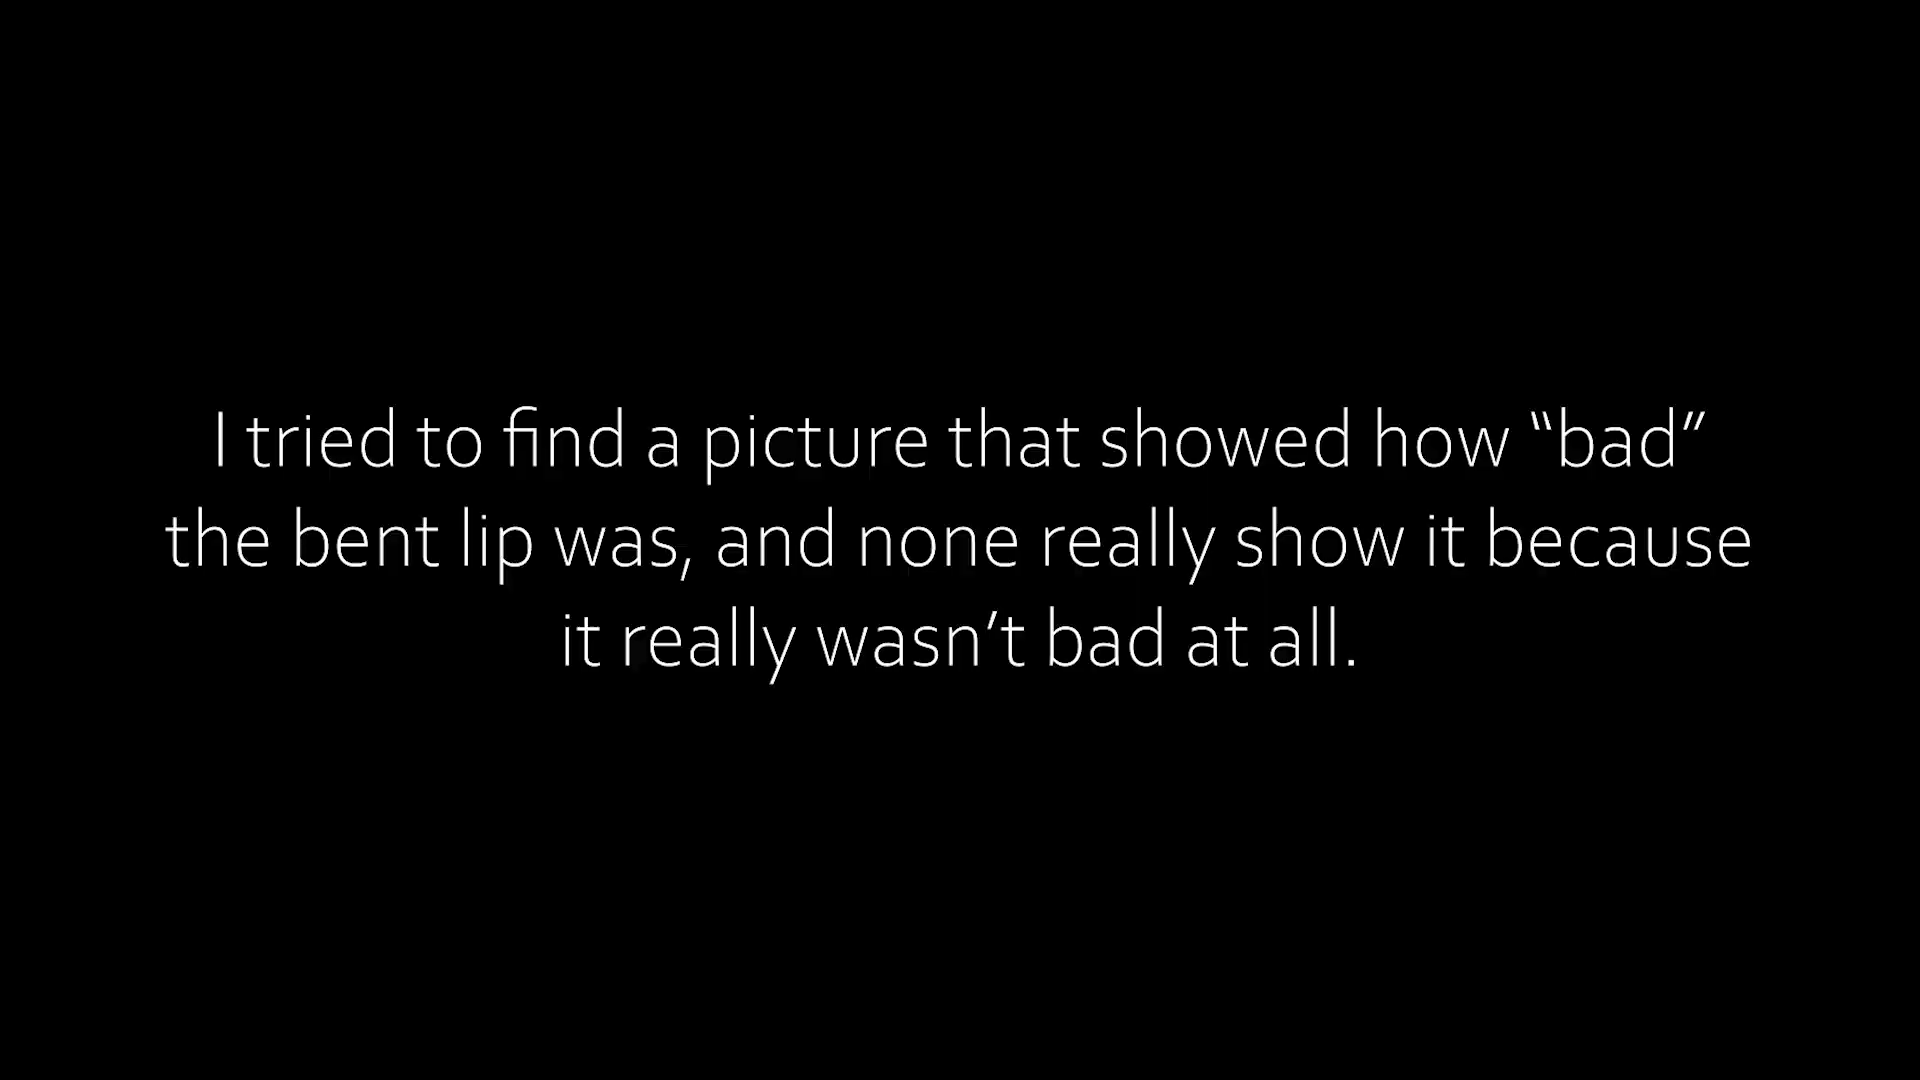 I tried to find a picture that showed how “bad”
the bent lip was, and none really show it because
it really wasn’t bad at all.